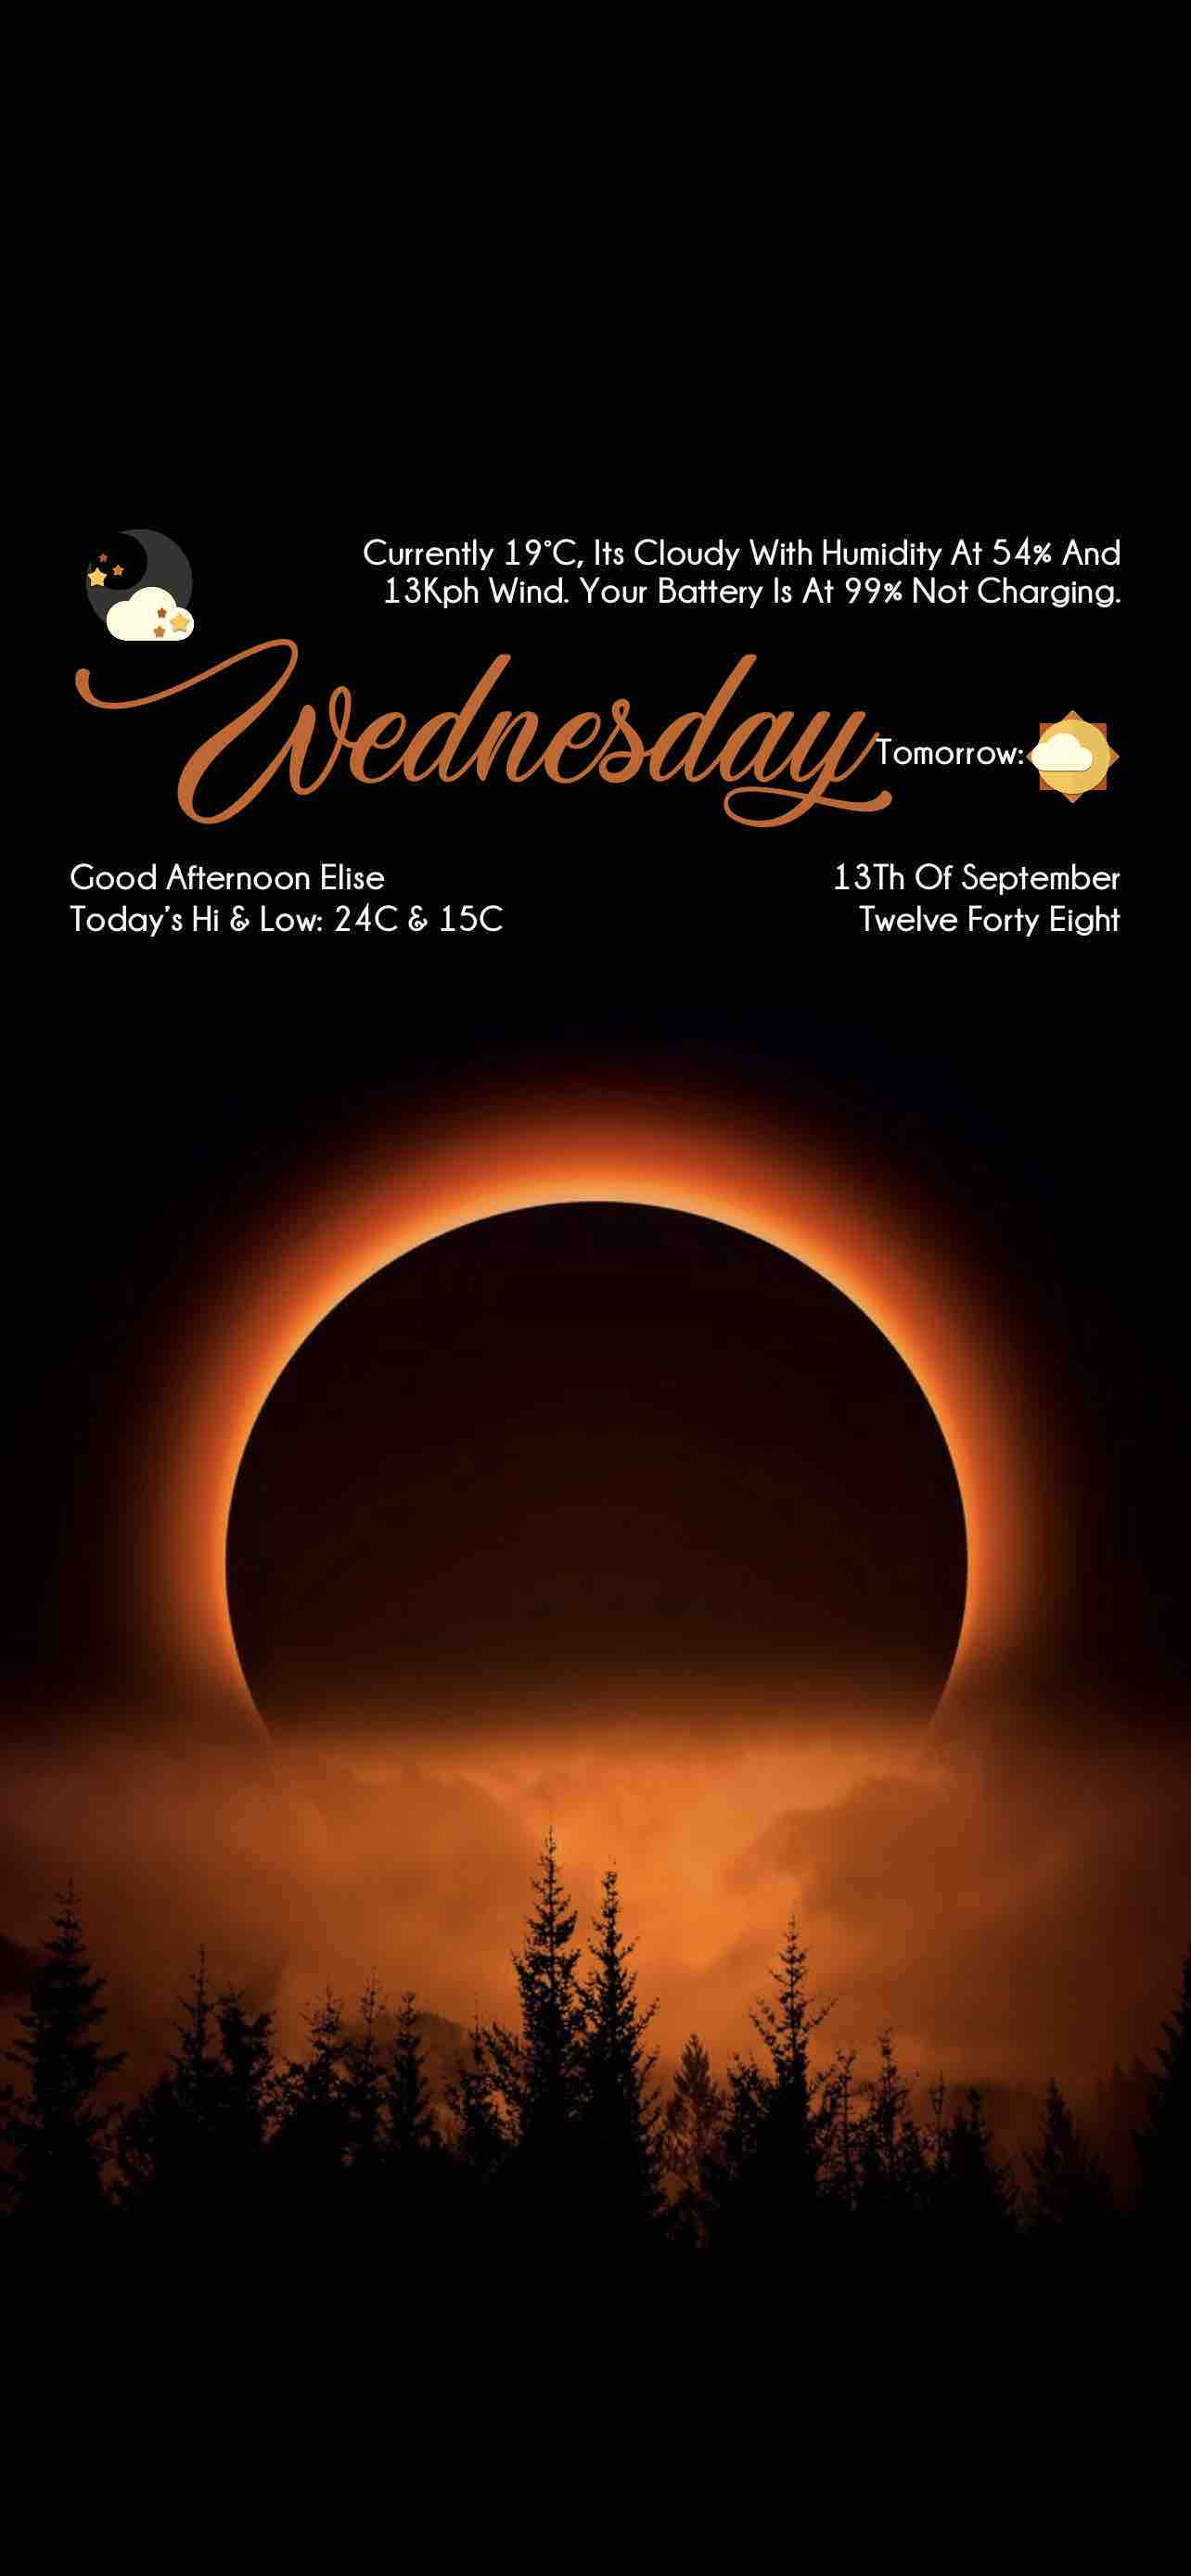 Currently 19°C, Its Cloudy With Humidity At 54% And
13Kph Wind. Your Battery Is At 99% Not Charging.
Wednesday
Tomorrow:
Good Afternoon Elise
Today's Hi & Low: 24C & 15C
13Th Of September
Twelve Forty Eight